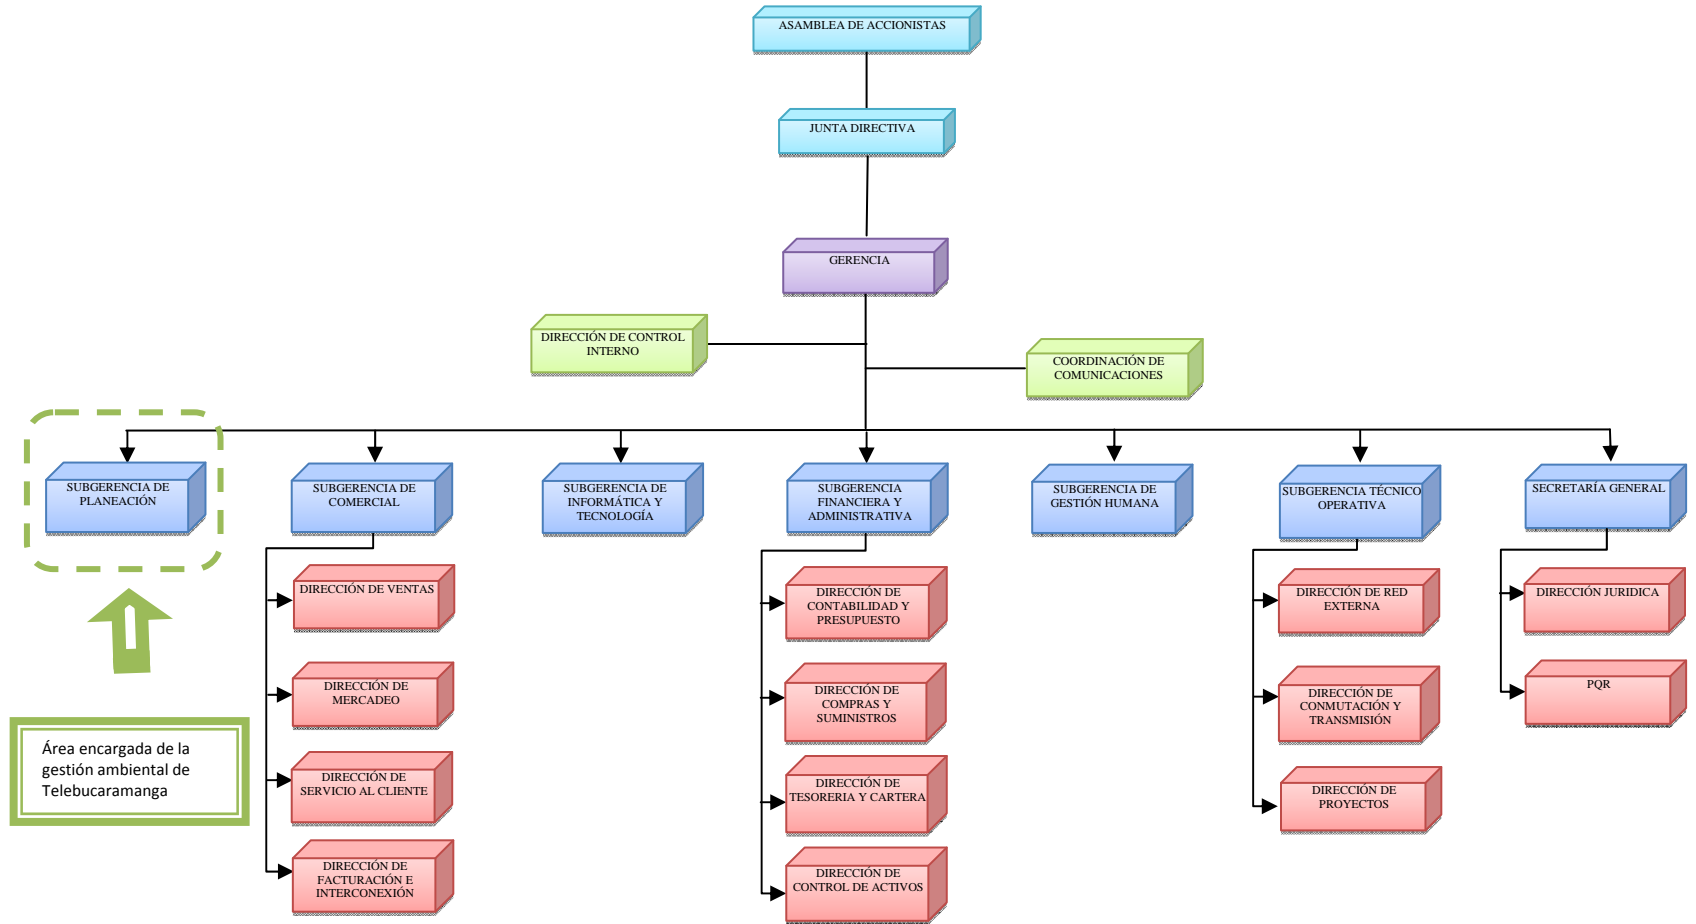 ASAMBLEA DE ACCIONISTAS
JUNTA DIRECTIVA
GERENCIA
DIRECCIÓN DE CONTROL
INTERNO
COORDINACIÓN DE
COMUNICACIONES
SUBGERENCIA DE
PLANEACIÓN
SUBGERENCIA DE
COMERCIAL
SUBGERENCIA DE
INFORMÁTICA Y
TECNOLOGÍA
SUBGERENCIA
FINANCIERA Y
ADMINISTRATIVA
SUBGERENCIA DE
GESTIÓN HUMANA
SUBGERENCIA TÉCNICO
OPERATIVA
SECRETARÍA GENERAL
DIRECCIÓN DE VENTAS
DIRECCIÓN DE
MERCADEO
DIRECCIÓN DE
SERVICIO AL CLIENTE
DIRECCIÓN DE
FACTURACIÓN E
INTERCONEXIÓN
DIRECCIÓN DE
CONTABILIDAD Y
PRESUPUESTO
DIRECCIÓN DE
COMPRAS Y
SUMINISTROS
DIRECCIÓN DE
TESORERIA Y CARTERA
DIRECCIÓN DE
CONTROL DE ACTIVOS
DIRECCIÓN DE RED
EXTERNA
DIRECCIÓN DE
CONMUTACIÓN Y
TRANSMISIÓN
DIRECCIÓN DE
PROYECTOS
DIRECCIÓN JURIDICA
PQR
Área encargada de la
gestión ambiental de
Telebucaramanga